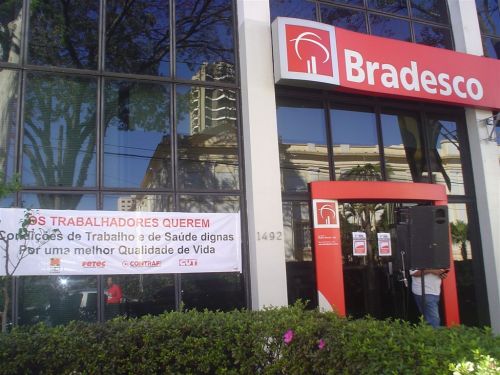 Bradesco
OS TRABALHADORES QUEREM
Condições de Trabalho e de Saúde dignas
Por uma melhor Qualidade de Vida
FETEC CONTRAF CUT
1492